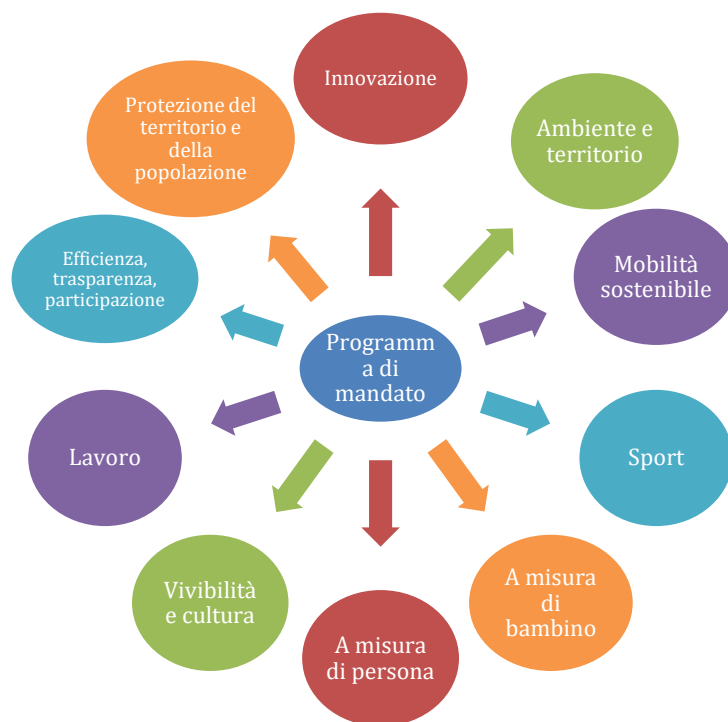 Innovazione
Ambiente e
territorio
Mobilità
sostenibile
Sport
A misura
di
bambino
A misura
di persona
Vivibilità
e cultura
Lavoro
Efficienza,
trasparenza,
participazione
Protezione del
territorio e
della
popolazione
Programm
a di
mandato